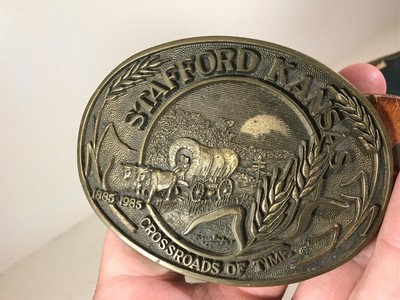 STAFFORD KANSAS
1885 1985
CROSSROADS OF TIME